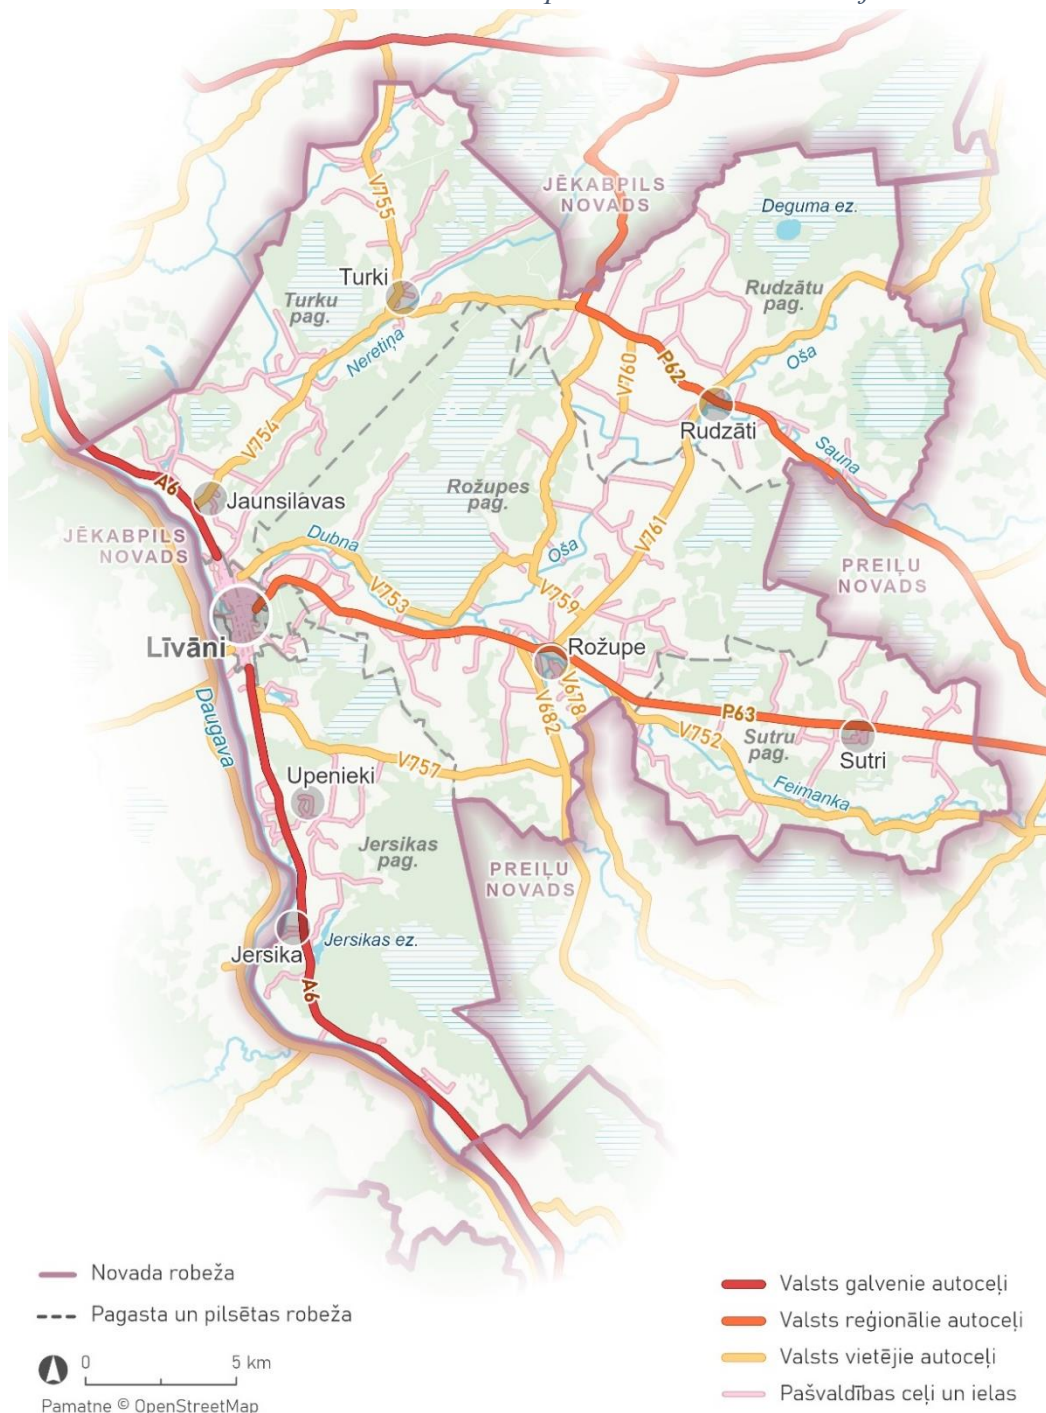 JĒKABPILS
NOVADS
Deguma ez.
V755
Turki
Turku
pag.
Rudzātu
pag.
Neretiņa
Oša
V760
P62
Rudzāti
V754
Sauna
A6
Jaunsilavas
Rožupes
pag.
JĒKABPILS
NOVADS
Dubna
Oša
V761
PREIĻU
NOVADS
V753
V759
Līvāni
Rožupe
Daugava
V682
V678
P63
V752
Sutru
pag.
Sutri
V757
Upenieki
Feimanka
Jersikas
pag.
PREIĻU
NOVADS
Jersikas ez.
Jersika
A6
Novada robeža
Pagasta un pilsētas robeža
0 5 km
Pamatne © OpenStreetMap
Valsts galvenie autoceļi
Valsts reģionālie autoceļi
Valsts vietējie autoceļi
Pašvaldības ceļi un ielas